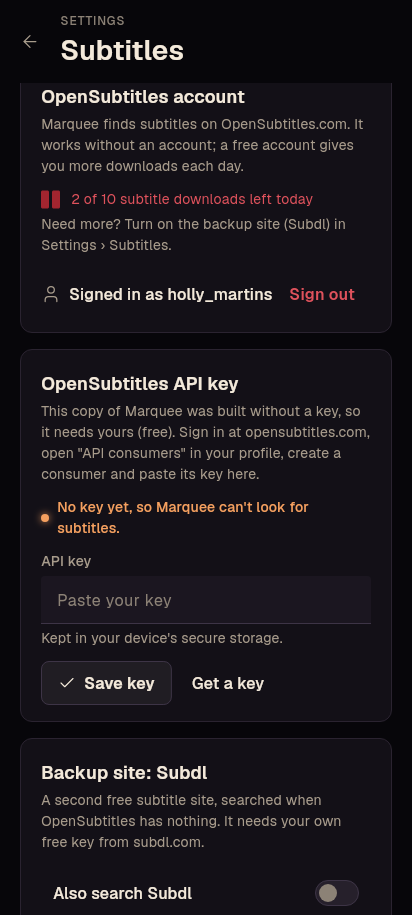 SETTINGS
Subtitles
OpenSubtitles account
Marquee finds subtitles on OpenSubtitles.com. It
works without an account; a free account gives
you more downloads each day.
2 of 10 subtitle downloads left today
Need more? Turn on the backup site (Subdl) in
Settings › Subtitles.
Signed in as holly_martins
Sign out
OpenSubtitles API key
This copy of Marquee was built without a key, so
it needs yours (free). Sign in at opensubtitles.com,
open "API consumers" in your profile, create a
consumer and paste its key here.
No key yet, so Marquee can't look for
subtitles.
API key
Paste your key
Kept in your device's secure storage.
Save key
Get a key
Backup site: Subdl
A second free subtitle site, searched when
OpenSubtitles has nothing. It needs your own
free key from subdl.com.
Also search Subdl